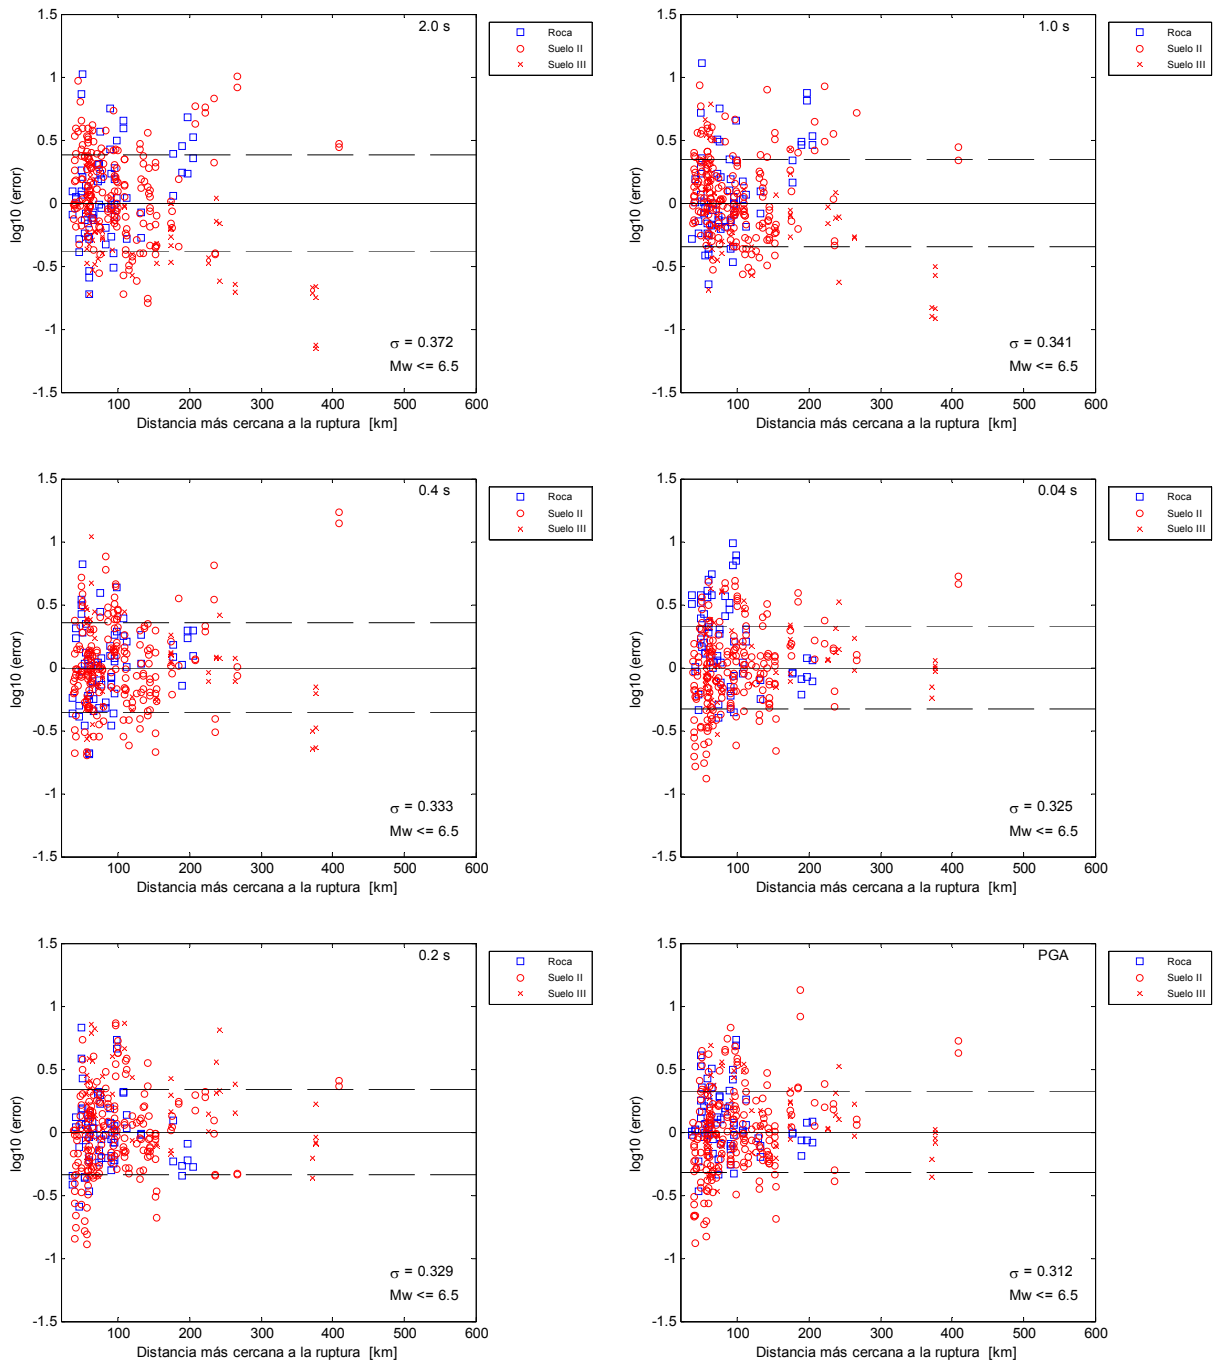 1.5
2.0 s
1
0.5
0
-0.5
-1
-1.5
log10 (error)
σ = 0.372
Mw <= 6.5
100 200 300 400 500 600
Distancia más cercana a la ruptura [km]
Roca
Suelo II
Suelo III
1.5
1.0 s
1
0.5
0
-0.5
-1
-1.5
log10 (error)
σ = 0.341
Mw <= 6.5
100 200 300 400 500 600
Distancia más cercana a la ruptura [km]
Roca
Suelo II
Suelo III
1.5
0.4 s
1
0.5
0
-0.5
-1
-1.5
log10 (error)
σ = 0.333
Mw <= 6.5
100 200 300 400 500 600
Distancia más cercana a la ruptura [km]
Roca
Suelo II
Suelo III
1.5
0.04 s
1
0.5
0
-0.5
-1
-1.5
log10 (error)
σ = 0.325
Mw <= 6.5
100 200 300 400 500 600
Distancia más cercana a la ruptura [km]
Roca
Suelo II
Suelo III
1.5
0.2 s
1
0.5
0
-0.5
-1
-1.5
log10 (error)
σ = 0.329
Mw <= 6.5
100 200 300 400 500 600
Distancia más cercana a la ruptura [km]
Roca
Suelo II
Suelo III
1.5
PGA
1
0.5
0
-0.5
-1
-1.5
log10 (error)
σ = 0.312
Mw <= 6.5
100 200 300 400 500 600
Distancia más cercana a la ruptura [km]
Roca
Suelo II
Suelo III